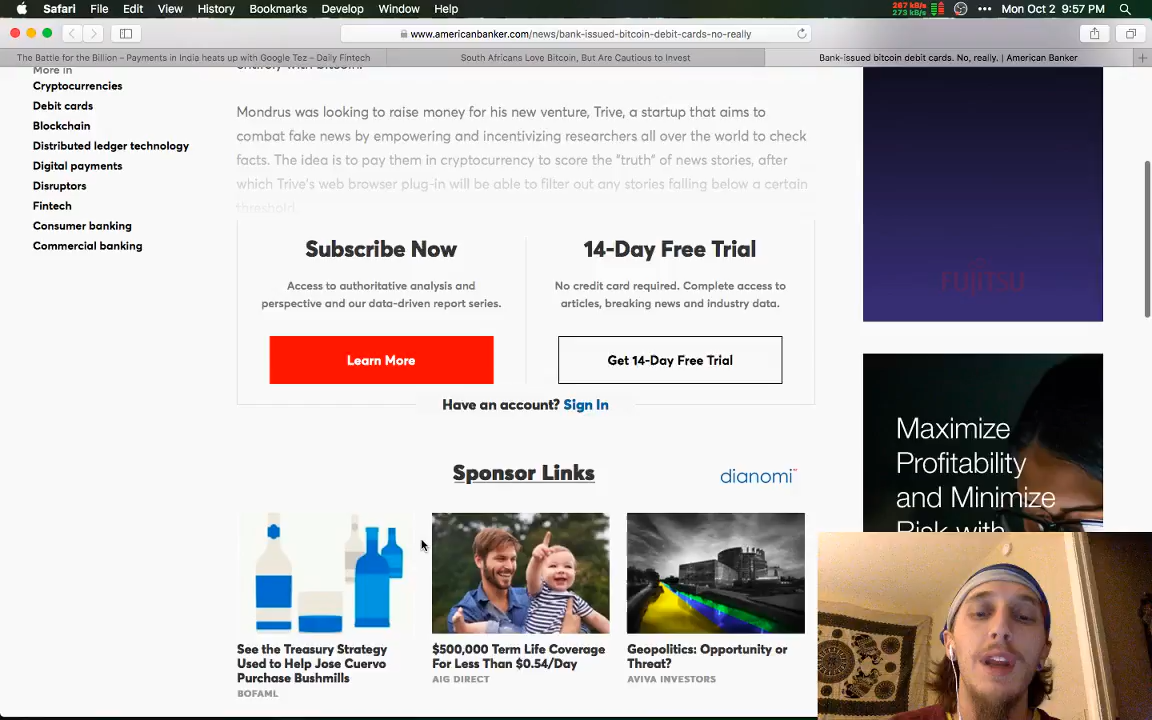 Safari File Edit View History Bookmarks Develop Window Help
267 kB/s
273 kB/s
Mon Oct 2 9:57 PM
www.americanbanker.com/news/bank-issued-bitcoin-debit-cards-no-really
The Battle for the Billion – Payments in India heats up with Google Tez – Daily Fintech
South Africans Love Bitcoin, But Are Cautious to Invest
Bank-issued bitcoin debit cards. No, really. | American Banker
More in
Cryptocurrencies
Debit cards
Blockchain
Distributed ledger technology
Digital payments
Disruptors
Fintech
Consumer banking
Commercial banking
entirely with bitcoin.
Mondrus was looking to raise money for his new venture, Trive, a startup that aims to
combat fake news by empowering and incentivizing researchers all over the world to check
facts. The idea is to pay them in cryptocurrency to score the "truth" of news stories, after
which Trive's web browser plug-in will be able to filter out any stories falling below a certain
threshold.
Subscribe Now
Access to authoritative analysis and
perspective and our data-driven report series.
Learn More
14-Day Free Trial
No credit card required. Complete access to
articles, breaking news and industry data.
Get 14-Day Free Trial
Have an account? Sign In
Sponsor Links
dianomi
See the Treasury Strategy
Used to Help Jose Cuervo
Purchase Bushmills
BOFAML
$500,000 Term Life Coverage
For Less Than $0.54/Day
AIG DIRECT
Geopolitics: Opportunity or
Threat?
AVIVA INVESTORS
FUJITSU
Maximize
Profitability
and Minimize
Risk with